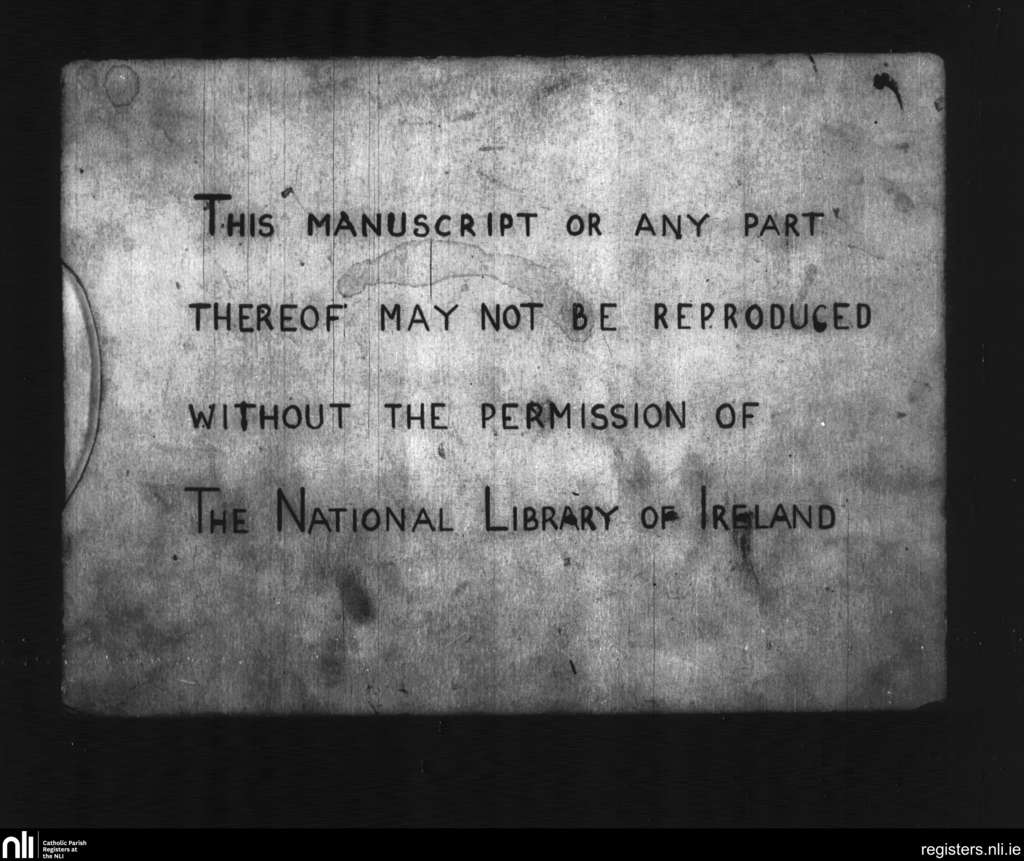 THIS MANUSCRIPT OR ANY PART
THEREOF MAY NOT BE REPRODUCED
WITHOUT THE PERMISSION OF
THE NATIONAL LIBRARY OF IRELAND
nli
Catholic Parish
Registers at
the NLI
registers.nli.ie